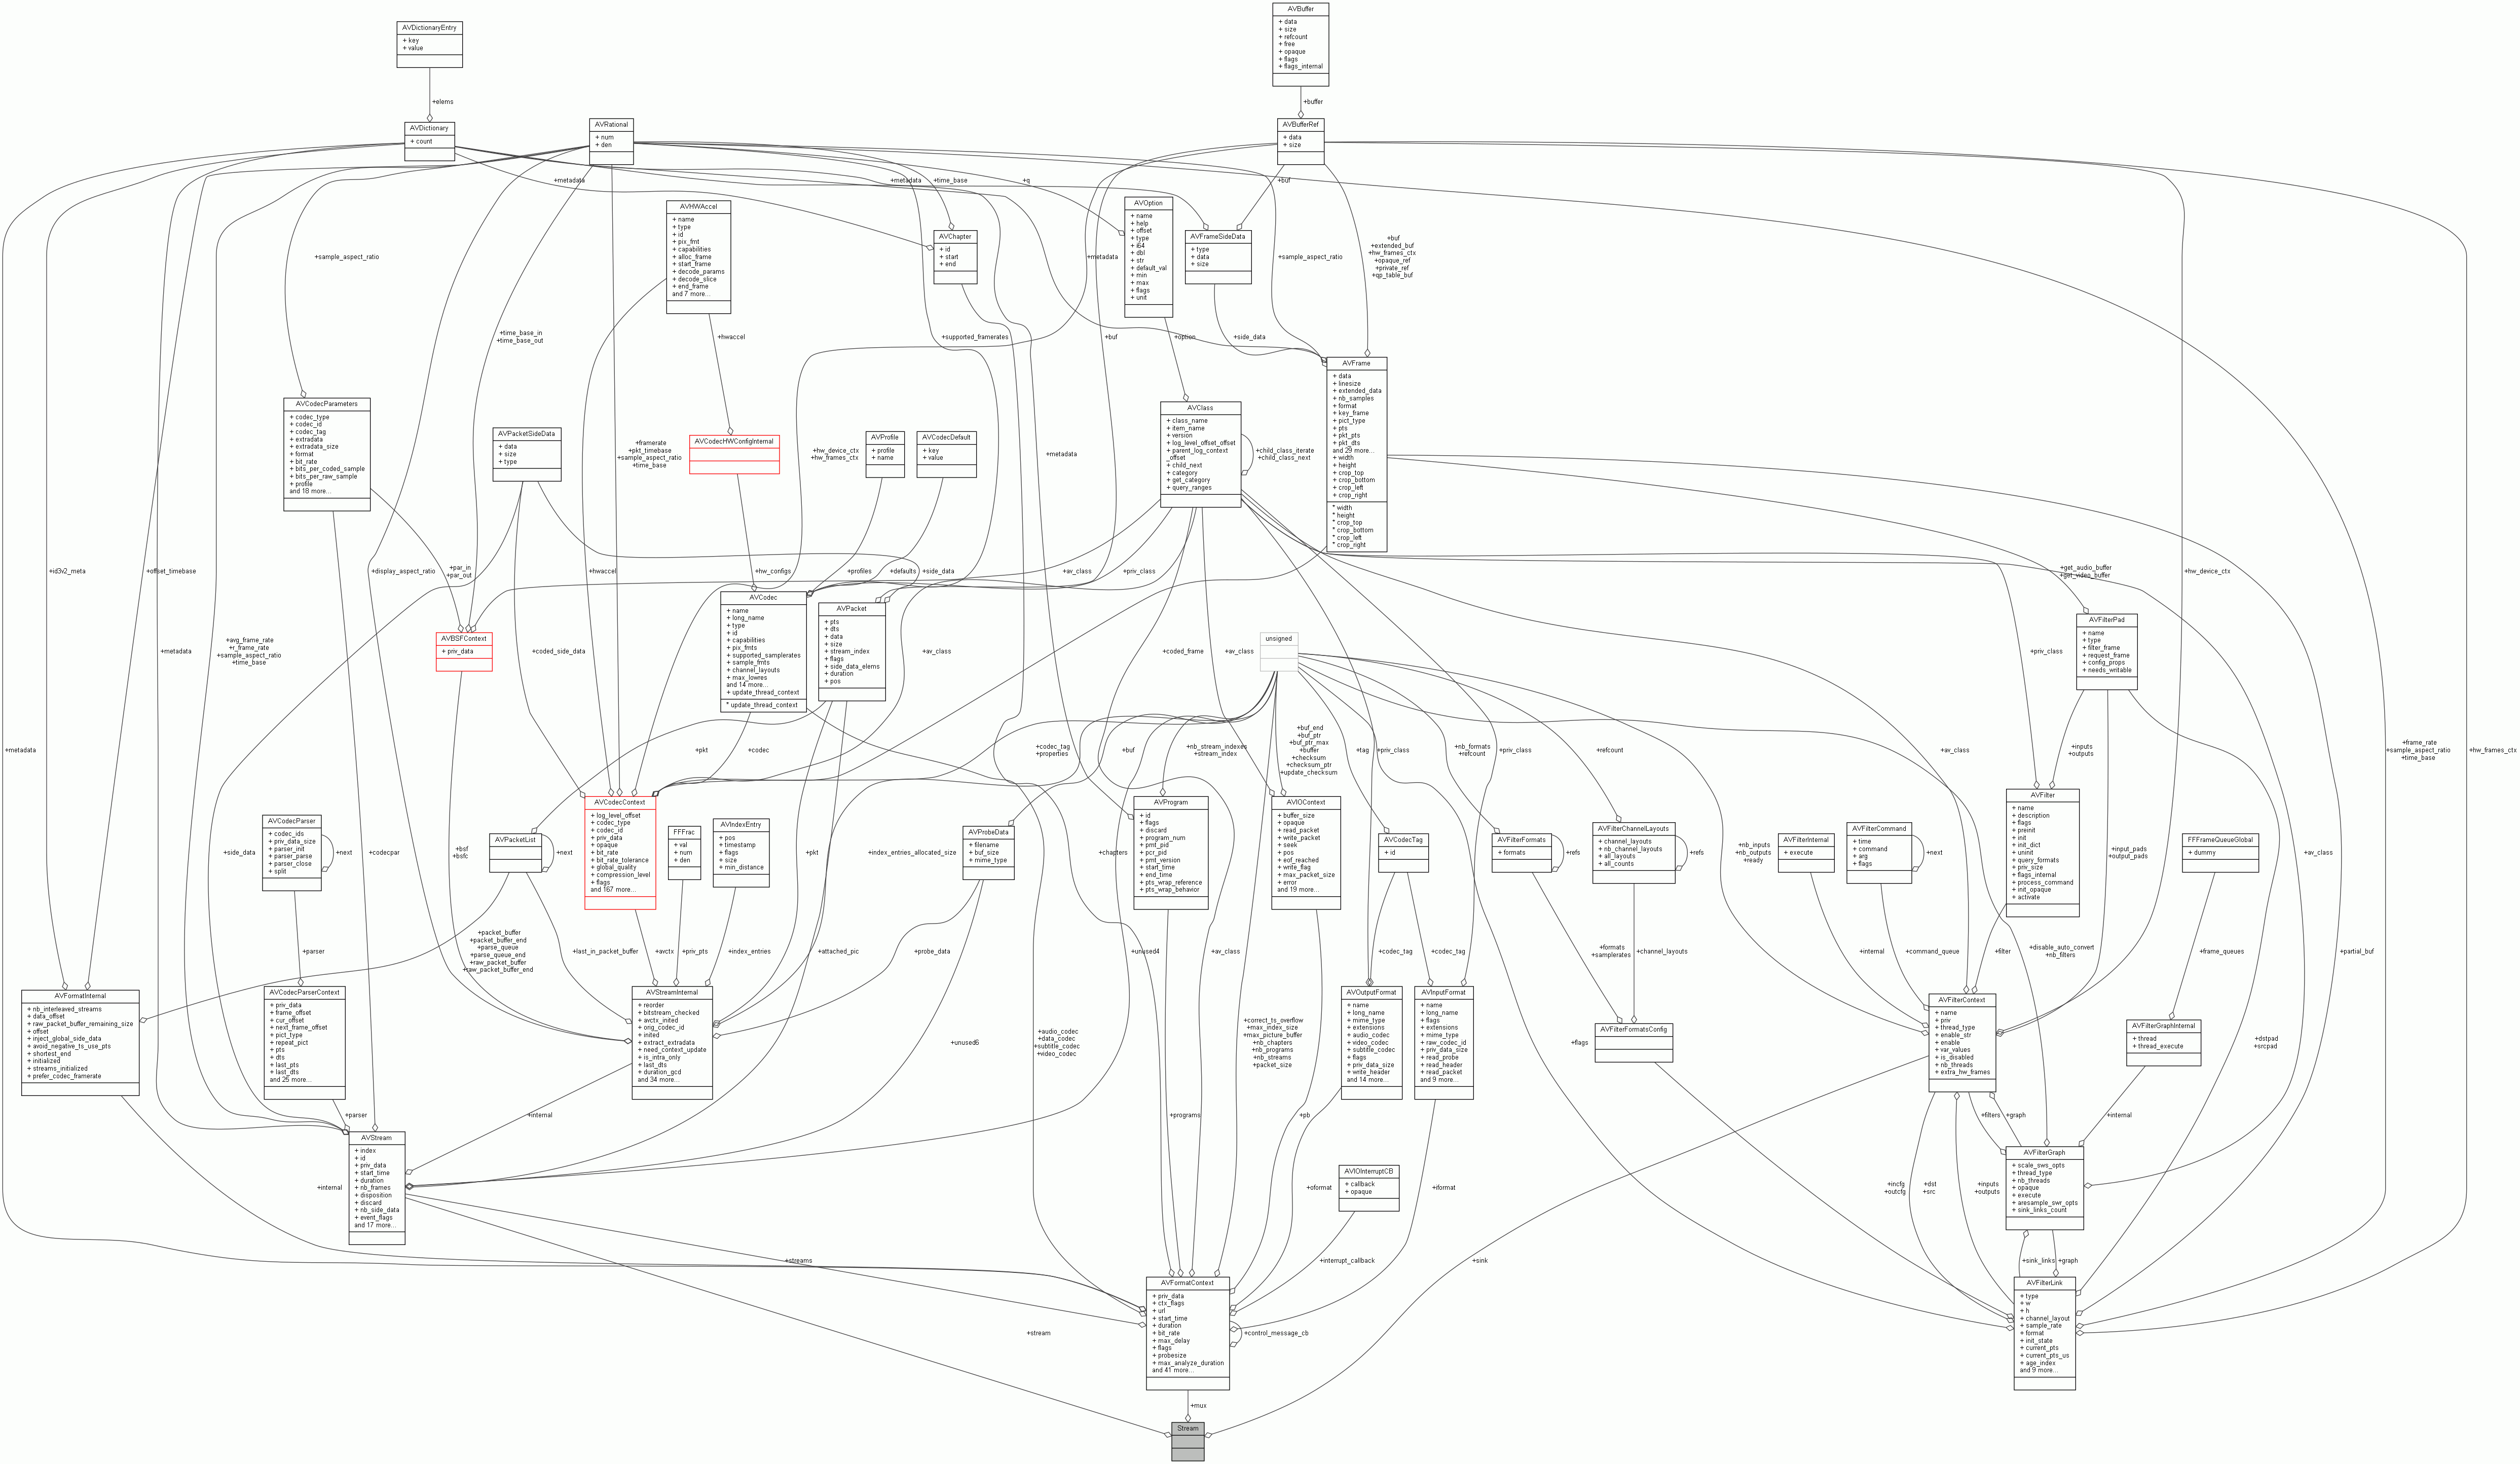 AVBuffer
+ data
+ size
+ refcount
+ free
+ opaque
+ flags
+ flags_internal
AVDictionaryEntry
+ key
+ value
+elems
+buffer
AVDictionary
+ count
AVRational
+ num
+ den
AVBufferRef
+ data
+ size
+metadata
+metadata
+time_base
+q
+buf
AVHWAccel
+ name
+ type
+ id
+ pix_fmt
+ capabilities
+ alloc_frame
+ start_frame
+ decode_params
+ decode_slice
+ end_frame
and 7 more...
AVChapter
+ id
+ start
+ end
AVOption
+ name
+ help
+ offset
+ type
+ i64
+ dbl
+ str
+ default_val
+ min
+ max
+ flags
+ unit
AVFrameSideData
+ type
+ data
+ size
+sample_aspect_ratio
+metadata
+sample_aspect_ratio
+buf
+extended_buf
+hw_frames_ctx
+opaque_ref
+private_ref
+qp_table_buf
+time_base_in
+time_base_out
+hwaccel
+supported_framerates
+buf
+option
+side_data
AVFrame
+ data
+ linesize
+ extended_data
+ nb_samples
+ format
+ key_frame
+ pict_type
+ pts
+ pkt_pts
+ pkt_dts
and 29 more...
+ width
+ height
+ crop_top
+ crop_bottom
+ crop_left
+ crop_right
* width
* height
* crop_top
* crop_bottom
* crop_left
* crop_right
AVCodecParameters
+ codec_type
+ codec_id
+ codec_tag
+ extradata
+ extradata_size
+ format
+ bit_rate
+ bits_per_coded_sample
+ bits_per_raw_sample
+ profile
and 18 more...
AVPacketSideData
+ data
+ size
+ type
+framerate
+pkt_timebase
+sample_aspect_ratio
+time_base
AVCodecHWConfigInternal
+hw_device_ctx
+hw_frames_ctx
AVProfile
+ profile
+ name
AVCodecDefault
+ key
+ value
+metadata
AVClass
+ class_name
+ item_name
+ version
+ log_level_offset_offset
+ parent_log_context
_offset
+ child_next
+ category
+ get_category
+ query_ranges
+child_class_iterate
+child_class_next
+id3v2_meta
+offset_timebase
+display_aspect_ratio
+par_in
+par_out
+hwaccel
+hw_configs
+profiles
+defaults
+side_data
+av_class
+priv_class
+get_audio_buffer
+get_video_buffer
+hw_device_ctx
AVCodec
+ name
+ long_name
+ type
+ id
+ capabilities
+ pix_fmts
+ supported_samplerates
+ sample_fmts
+ channel_layouts
+ max_lowres
and 14 more...
+ update_thread_context
* update_thread_context
AVPacket
+ pts
+ dts
+ data
+ size
+ stream_index
+ flags
+ side_data_elems
+ duration
+ pos
AVBSFContext
+ priv_data
unsigned
AVFilterPad
+ name
+ type
+ filter_frame
+ request_frame
+ config_props
+ needs_writable
+metadata
+avg_frame_rate
+r_frame_rate
+sample_aspect_ratio
+time_base
+coded_side_data
+av_class
+coded_frame
+av_class
+priv_class
+metadata
+codec
+pkt
+codec_tag
+properties
+buf
+nb_stream_indexes
+stream_index
+buf_end
+buf_ptr
+buf_ptr_max
+buffer
+checksum
+checksum_ptr
+update_checksum
+tag
+priv_class
+nb_formats
+refcount
+priv_class
+refcount
+av_class
+inputs
+outputs
+frame_rate
+sample_aspect_ratio
+time_base
+hw_frames_ctx
AVCodecParser
+ codec_ids
+ priv_data_size
+ parser_init
+ parser_parse
+ parser_close
+ split
+next
AVPacketList
+next
AVCodecContext
+ log_level_offset
+ codec_type
+ codec_id
+ priv_data
+ opaque
+ bit_rate
+ bit_rate_tolerance
+ global_quality
+ compression_level
+ flags
and 167 more...
FFFrac
+ val
+ num
+ den
AVIndexEntry
+ pos
+ timestamp
+ flags
+ size
+ min_distance
AVProbeData
+ filename
+ buf_size
+ mime_type
AVProgram
+ id
+ flags
+ discard
+ program_num
+ pmt_pid
+ pcr_pid
+ pmt_version
+ start_time
+ end_time
+ pts_wrap_reference
+ pts_wrap_behavior
AVIOContext
+ buffer_size
+ opaque
+ read_packet
+ write_packet
+ seek
+ pos
+ eof_reached
+ write_flag
+ max_packet_size
+ error
and 19 more...
AVCodecTag
+ id
AVFilterFormats
+ formats
+refs
AVFilterChannelLayouts
+ channel_layouts
+ nb_channel_layouts
+ all_layouts
+ all_counts
+refs
AVFilterInternal
+ execute
AVFilterCommand
+ time
+ command
+ arg
+ flags
+next
AVFilter
+ name
+ description
+ flags
+ preinit
+ init
+ init_dict
+ uninit
+ query_formats
+ priv_size
+ flags_internal
+ process_command
+ init_opaque
+ activate
FFFrameQueueGlobal
+ dummy
+side_data
+codecpar
+bsf
+bsfc
+pkt
+index_entries_allocated_size
+chapters
+nb_inputs
+nb_outputs
+ready
+input_pads
+output_pads
+av_class
+parser
+packet_buffer
+packet_buffer_end
+parse_queue
+parse_queue_end
+raw_packet_buffer
+raw_packet_buffer_end
+last_in_packet_buffer
+avctx
+priv_pts
+index_entries
+attached_pic
+probe_data
+unused4
+av_class
+codec_tag
+codec_tag
+formats
+samplerates
+channel_layouts
+internal
+command_queue
+filter
+disable_auto_convert
+nb_filters
+frame_queues
+partial_buf
AVFormatInternal
+ nb_interleaved_streams
+ data_offset
+ raw_packet_buffer_remaining_size
+ offset
+ inject_global_side_data
+ avoid_negative_ts_use_pts
+ shortest_end
+ initialized
+ streams_initialized
+ prefer_codec_framerate
AVCodecParserContext
+ priv_data
+ frame_offset
+ cur_offset
+ next_frame_offset
+ pict_type
+ repeat_pict
+ pts
+ dts
+ last_pts
+ last_dts
and 25 more...
AVStreamInternal
+ reorder
+ bitstream_checked
+ avctx_inited
+ orig_codec_id
+ inited
+ extract_extradata
+ need_context_update
+ is_intra_only
+ last_dts
+ duration_gcd
and 34 more...
+unused6
+audio_codec
+data_codec
+subtitle_codec
+video_codec
+correct_ts_overflow
+max_index_size
+max_picture_buffer
+nb_chapters
+nb_programs
+nb_streams
+packet_size
AVOutputFormat
+ name
+ long_name
+ mime_type
+ extensions
+ audio_codec
+ video_codec
+ subtitle_codec
+ flags
+ priv_data_size
+ write_header
and 14 more...
AVInputFormat
+ name
+ long_name
+ flags
+ extensions
+ mime_type
+ raw_codec_id
+ priv_data_size
+ read_probe
+ read_header
+ read_packet
and 9 more...
+flags
AVFilterFormatsConfig
AVFilterContext
+ name
+ priv
+ thread_type
+ enable_str
+ enable
+ var_values
+ is_disabled
+ nb_threads
+ extra_hw_frames
AVFilterGraphInternal
+ thread
+ thread_execute
+dstpad
+srcpad
+parser
+internal
+programs
+pb
+filters
+graph
+internal
AVStream
+ index
+ id
+ priv_data
+ start_time
+ duration
+ nb_frames
+ disposition
+ discard
+ nb_side_data
+ event_flags
and 17 more...
+internal
+oformat
AVIOInterruptCB
+ callback
+ opaque
+iformat
+incfg
+outcfg
+dst
+src
+inputs
+outputs
AVFilterGraph
+ scale_sws_opts
+ thread_type
+ nb_threads
+ opaque
+ execute
+ aresample_swr_opts
+ sink_links_count
+streams
+interrupt_callback
+sink
+sink_links
+graph
AVFormatContext
+ priv_data
+ ctx_flags
+ url
+ start_time
+ duration
+ bit_rate
+ max_delay
+ flags
+ probesize
+ max_analyze_duration
and 41 more...
+control_message_cb
+stream
AVFilterLink
+ type
+ w
+ h
+ channel_layout
+ sample_rate
+ format
+ init_state
+ current_pts
+ current_pts_us
+ age_index
and 9 more...
+mux
Stream